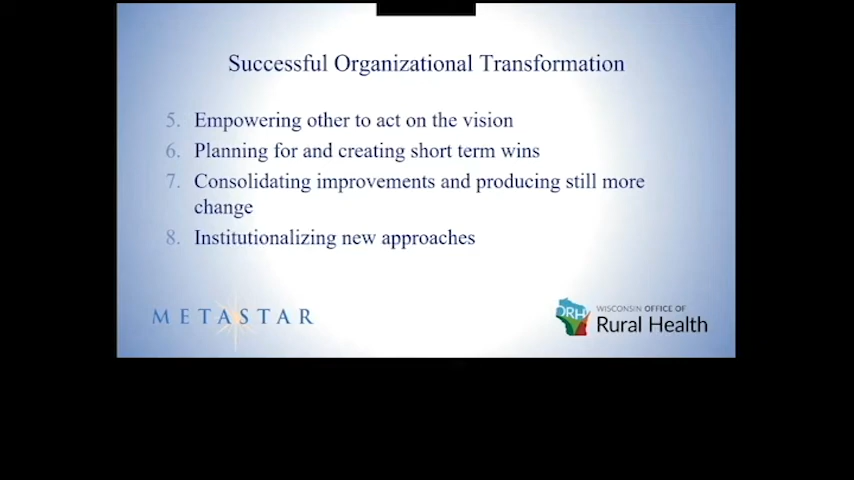 Successful Organizational Transformation
5. Empowering other to act on the vision
6. Planning for and creating short term wins
7. Consolidating improvements and producing still more
change
8. Institutionalizing new approaches
METASTAR
ORH
WISCONSIN OFFICE OF
Rural Health